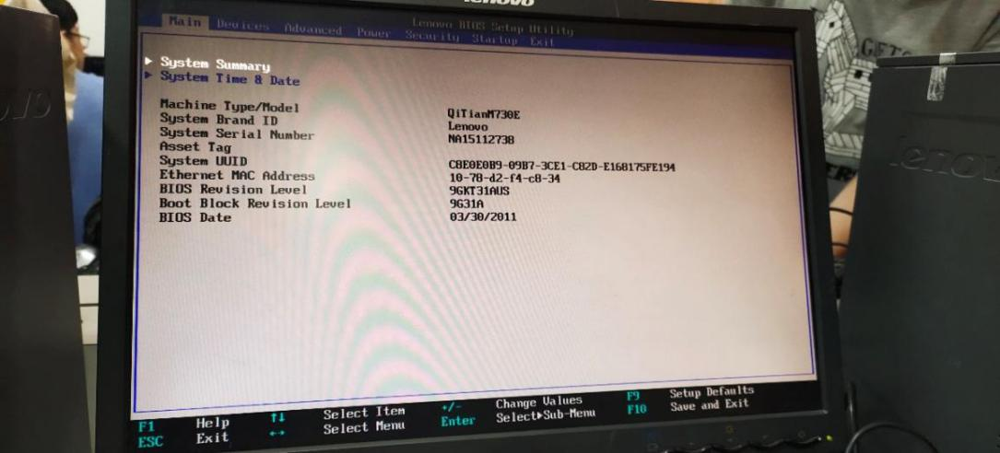 lenovo
Lenovo BIOS Setup Utility
Main Devices Advanced Power Security Startup Exit
▶ System Summary
▶ System Time & Date
Machine Type/Model QiTianM730E
System Brand ID Lenovo
System Serial Number NA15112738
Asset Tag
System UUID C8E0E0B9-09B7-3CE1-C82D-E168175FE194
Ethernet MAC Address 10-78-d2-f4-c8-34
BIOS Revision Level 9GKT31AUS
Boot Block Revision Level 9G31A
BIOS Date 03/30/2011
F1 Help ↑↓ Select Item +/- Change Values F9 Setup Defaults
ESC Exit ←→ Select Menu Enter Select▶Sub-Menu F10 Save and Exit
lenovo